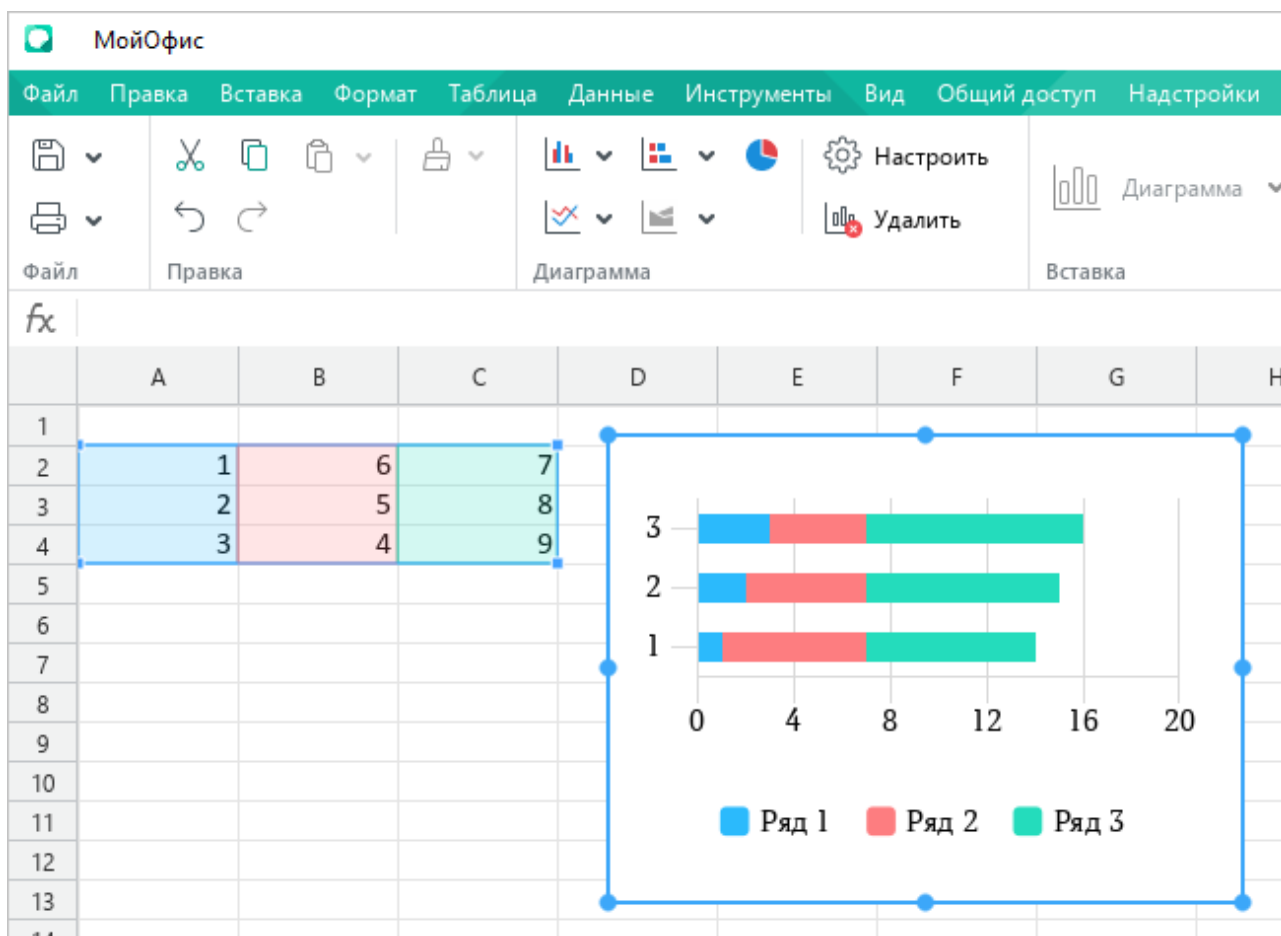 МойОфис
Файл Правка Вставка Формат Таблица Данные Инструменты Вид Общий доступ Надстройки
Настроить
Диаграмма
Удалить
Файл Правка Диаграмма Вставка
fx
A B C D E F G H
1
2 1 6 7
3 2 5 8
4 3 4 9
5
6
7
8
9
10
11
12
13
3
2
1
0 4 8 12 16 20
Ряд 1 Ряд 2 Ряд 3